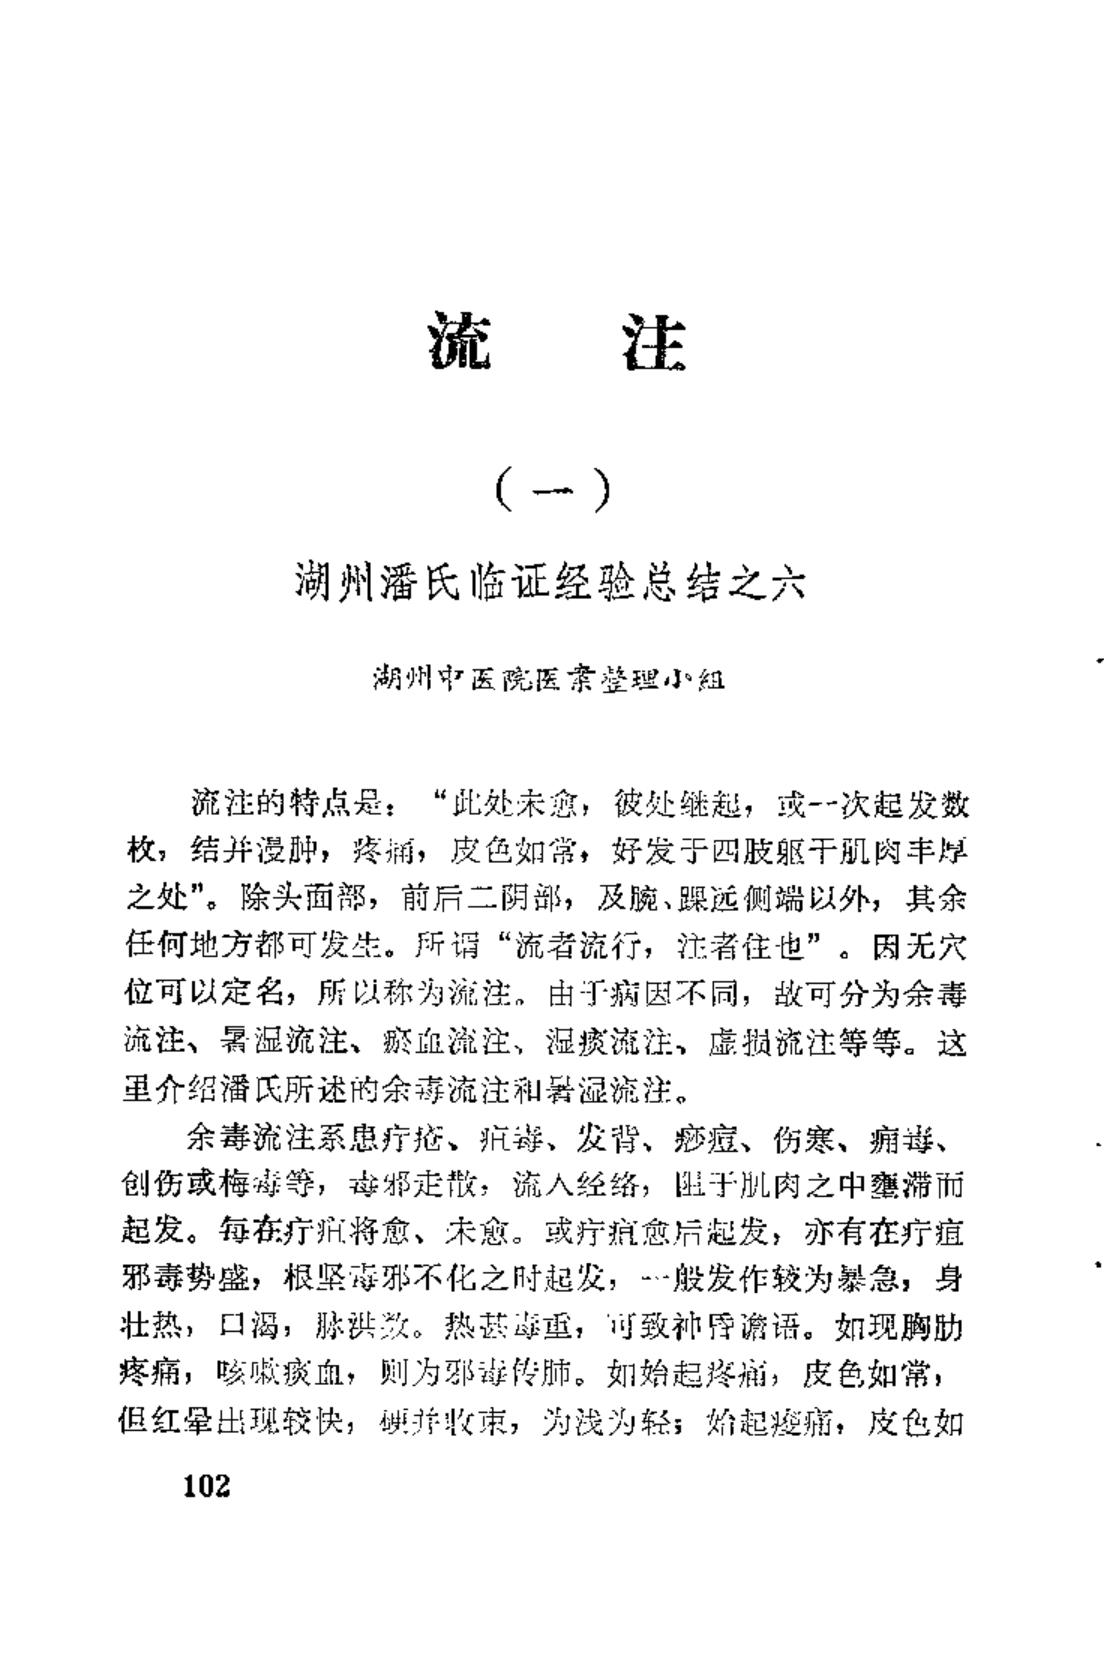 流 注
（一）
湖州潘氏临证经验总结之六
湖州中医院医案整理小组
流注的特点是：“此处未愈，彼处继起，或一次起发数
枚，结并漫肿，疼痛，皮色如常，好发于四肢躯干肌肉丰厚
之处”。除头面部，前后二阴部，及腕、踝远侧端以外，其余
任何地方都可发生。所谓“流者流行，注者住也”。因无穴
位可以定名，所以称为流注。由于病因不同，故可分为余毒
流注、暑湿流注、瘀血流注、湿痰流注、虚损流注等等。这
里介绍潘氏所述的余毒流注和暑湿流注。
余毒流注系患疔疮、疽毒、发背、痧痘、伤寒、痈毒、
创伤或梅毒等，毒邪走散，流入经络，阻于肌肉之中壅滞而
起发。每在疔疽将愈、未愈。或疔疽愈后起发，亦有在疔疽
邪毒势盛，根坚毒邪不化之时起发，一般发作较为暴急，身
壮热，口渴，脉洪数。热甚毒重，可致神昏谵语。如现胸肋
疼痛，咳嗽痰血，则为邪毒传肺。如始起疼痛，皮色如常，
但红晕出现较快，硬并收束，为浅为轻；始起痠痛，皮色如
102